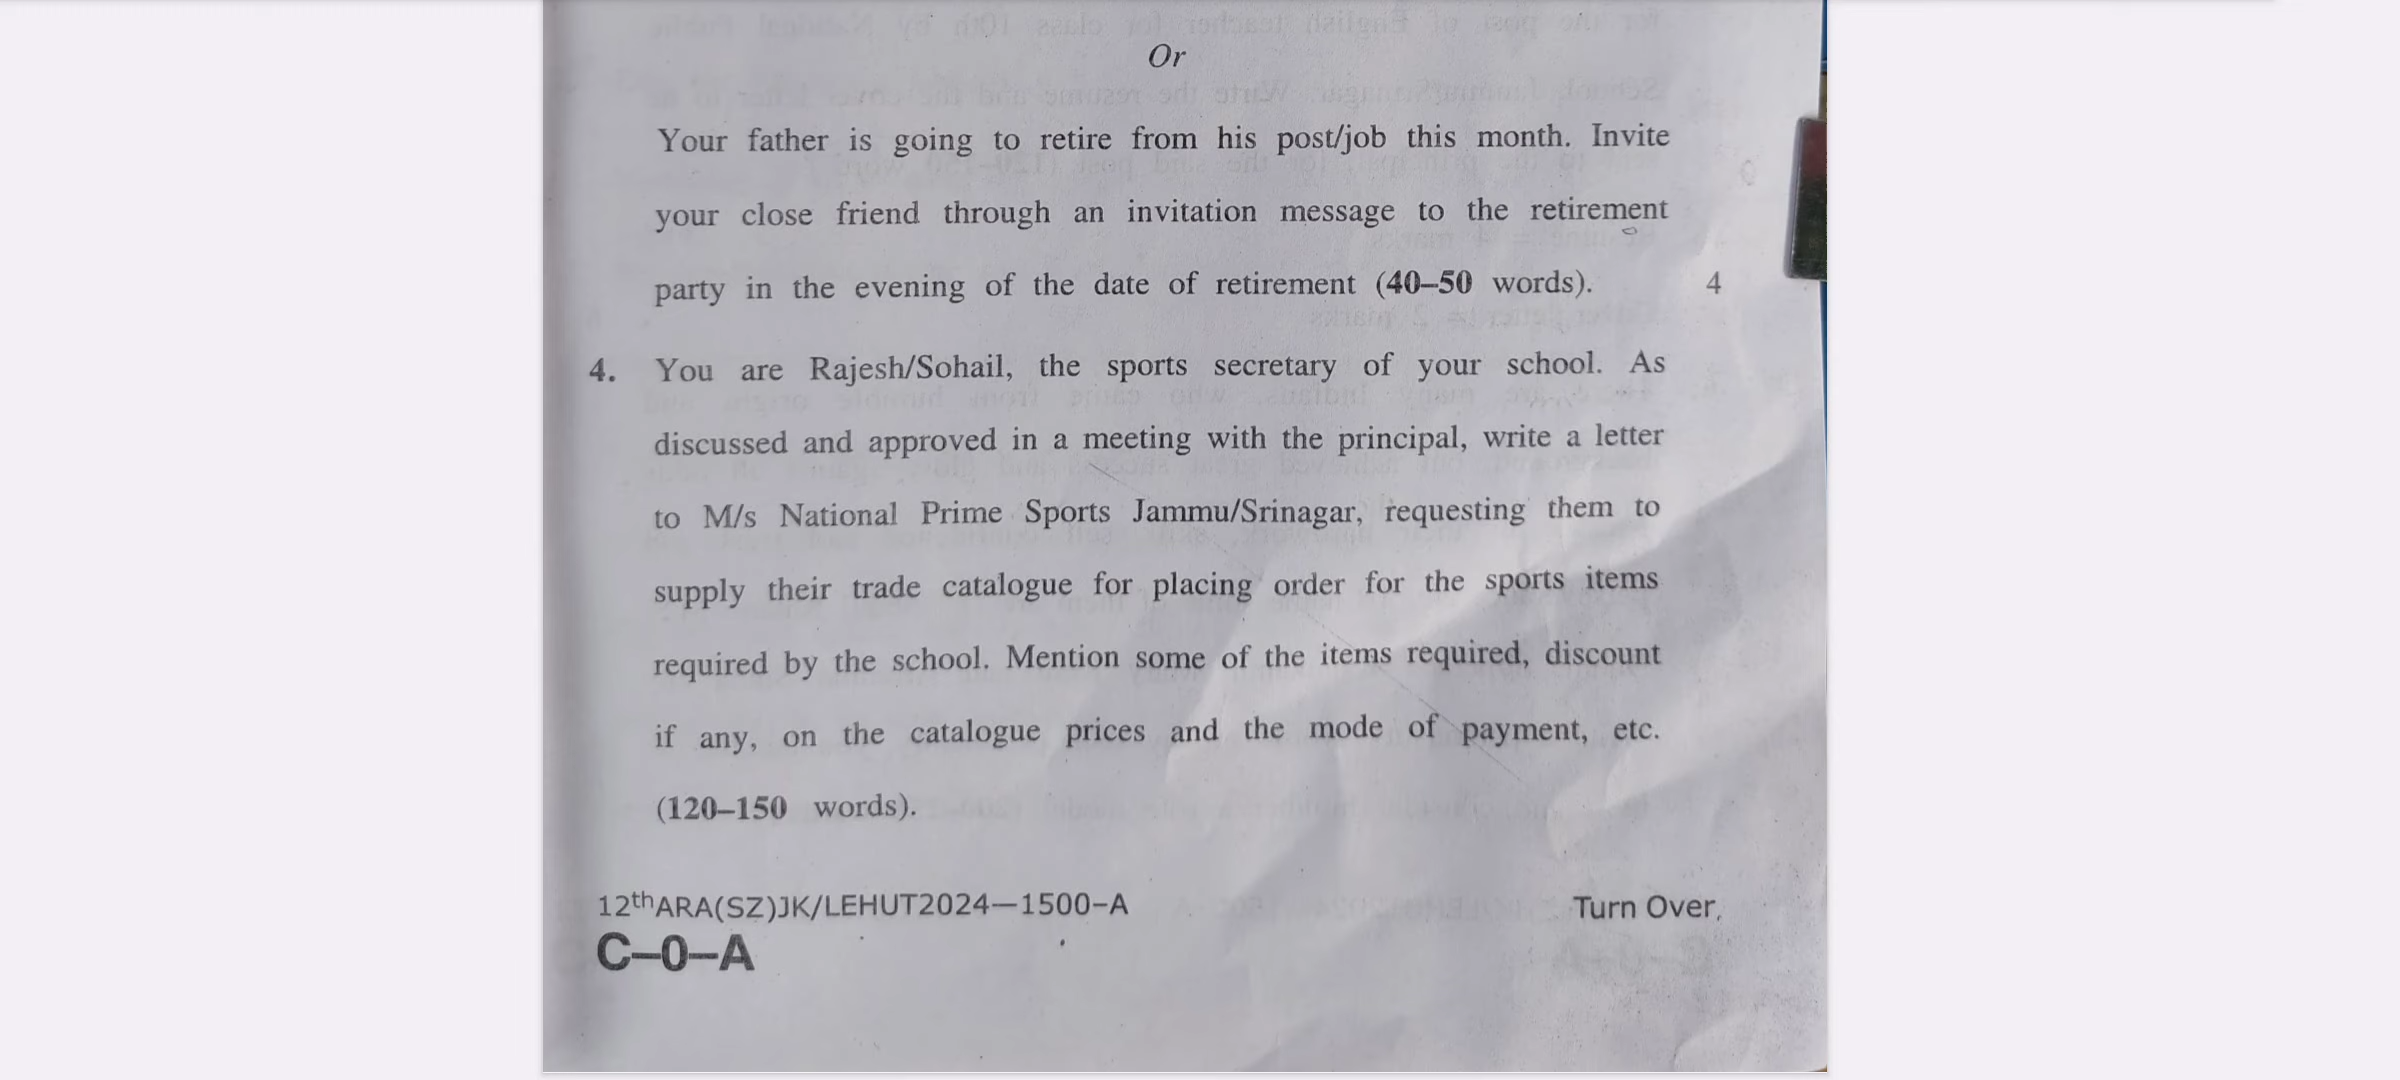 Or
Your father is going to retire from his post/job this month. Invite
your close friend through an invitation message to the retirement
party in the evening of the date of retirement (40–50 words). 4
4. You are Rajesh/Sohail, the sports secretary of your school. As
discussed and approved in a meeting with the principal, write a letter
to M/s National Prime Sports Jammu/Srinagar, requesting them to
supply their trade catalogue for placing order for the sports items
required by the school. Mention some of the items required, discount
if any, on the catalogue prices and the mode of payment, etc.
(120–150 words).
12thARA(SZ)JK/LEHUT2024—1500–A Turn Over,
C–0–A